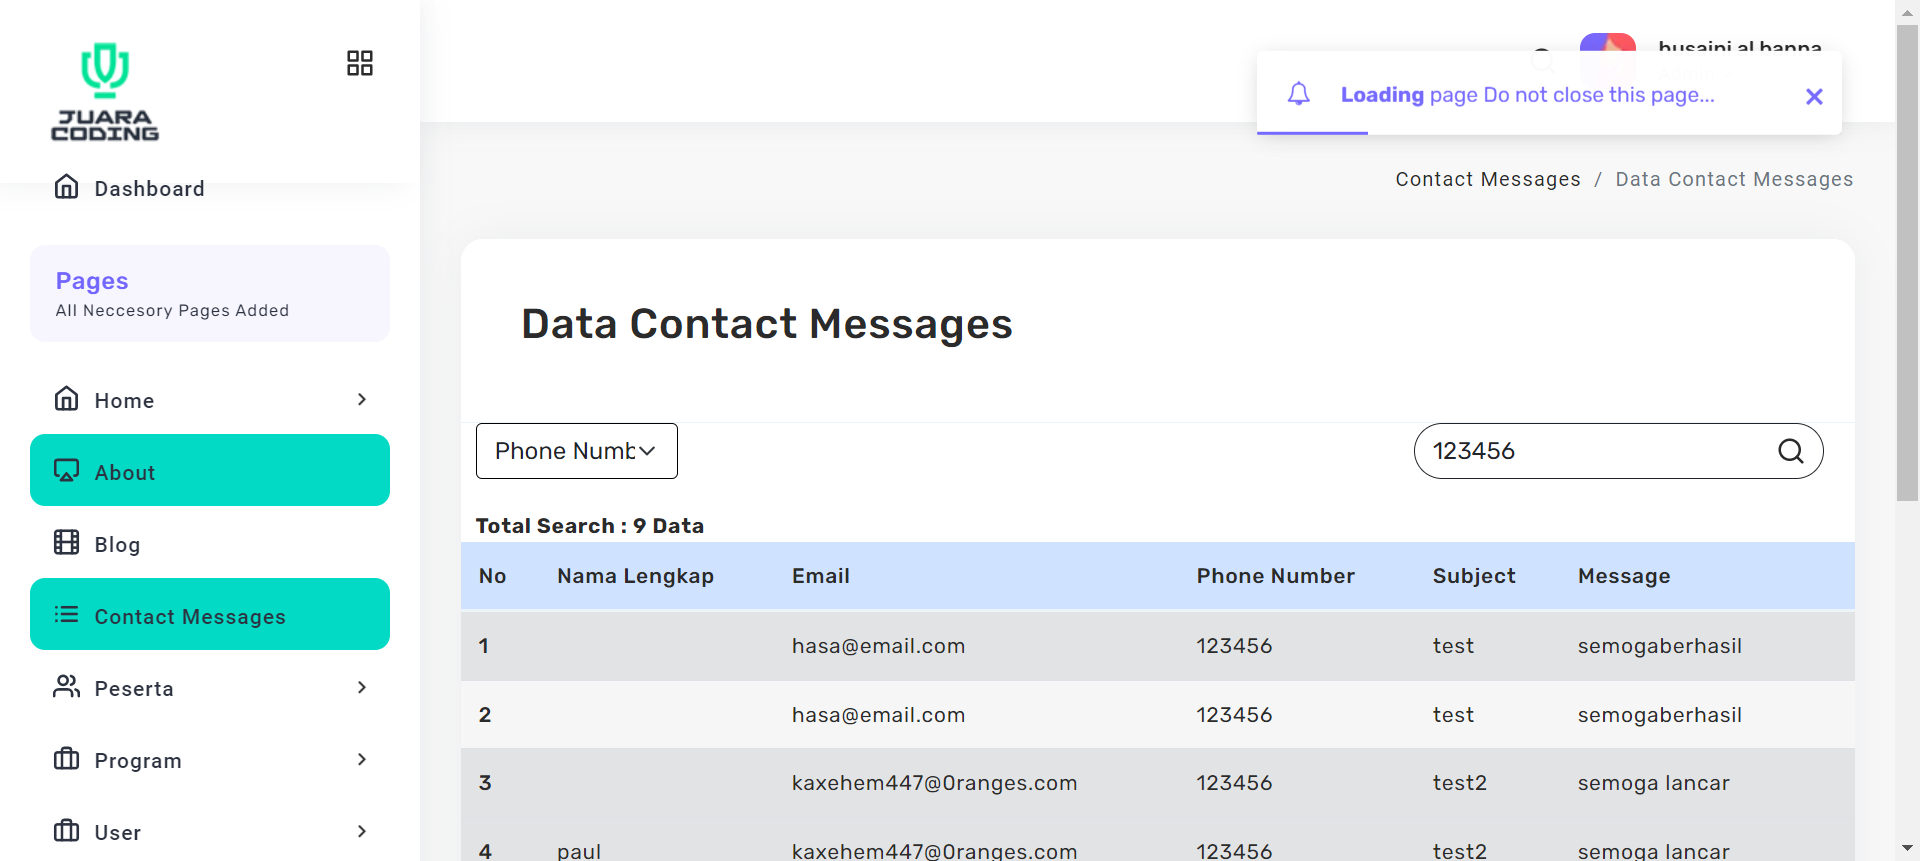 JUARA
CODING
Dashboard
Pages
All Neccesory Pages Added
Home
About
Blog
Contact Messages
Peserta
Program
User
husaini al banna
Loading page Do not close this page...
Contact Messages / Data Contact Messages
Data Contact Messages
Phone Numb
123456
Total Search : 9 Data
No Nama Lengkap Email Phone Number Subject Message
1 hasa@email.com 123456 test semogaberhasil
2 hasa@email.com 123456 test semogaberhasil
3 kaxehem447@0ranges.com 123456 test2 semoga lancar
4 paul kaxehem447@0ranges.com 123456 test2 semoga lancar